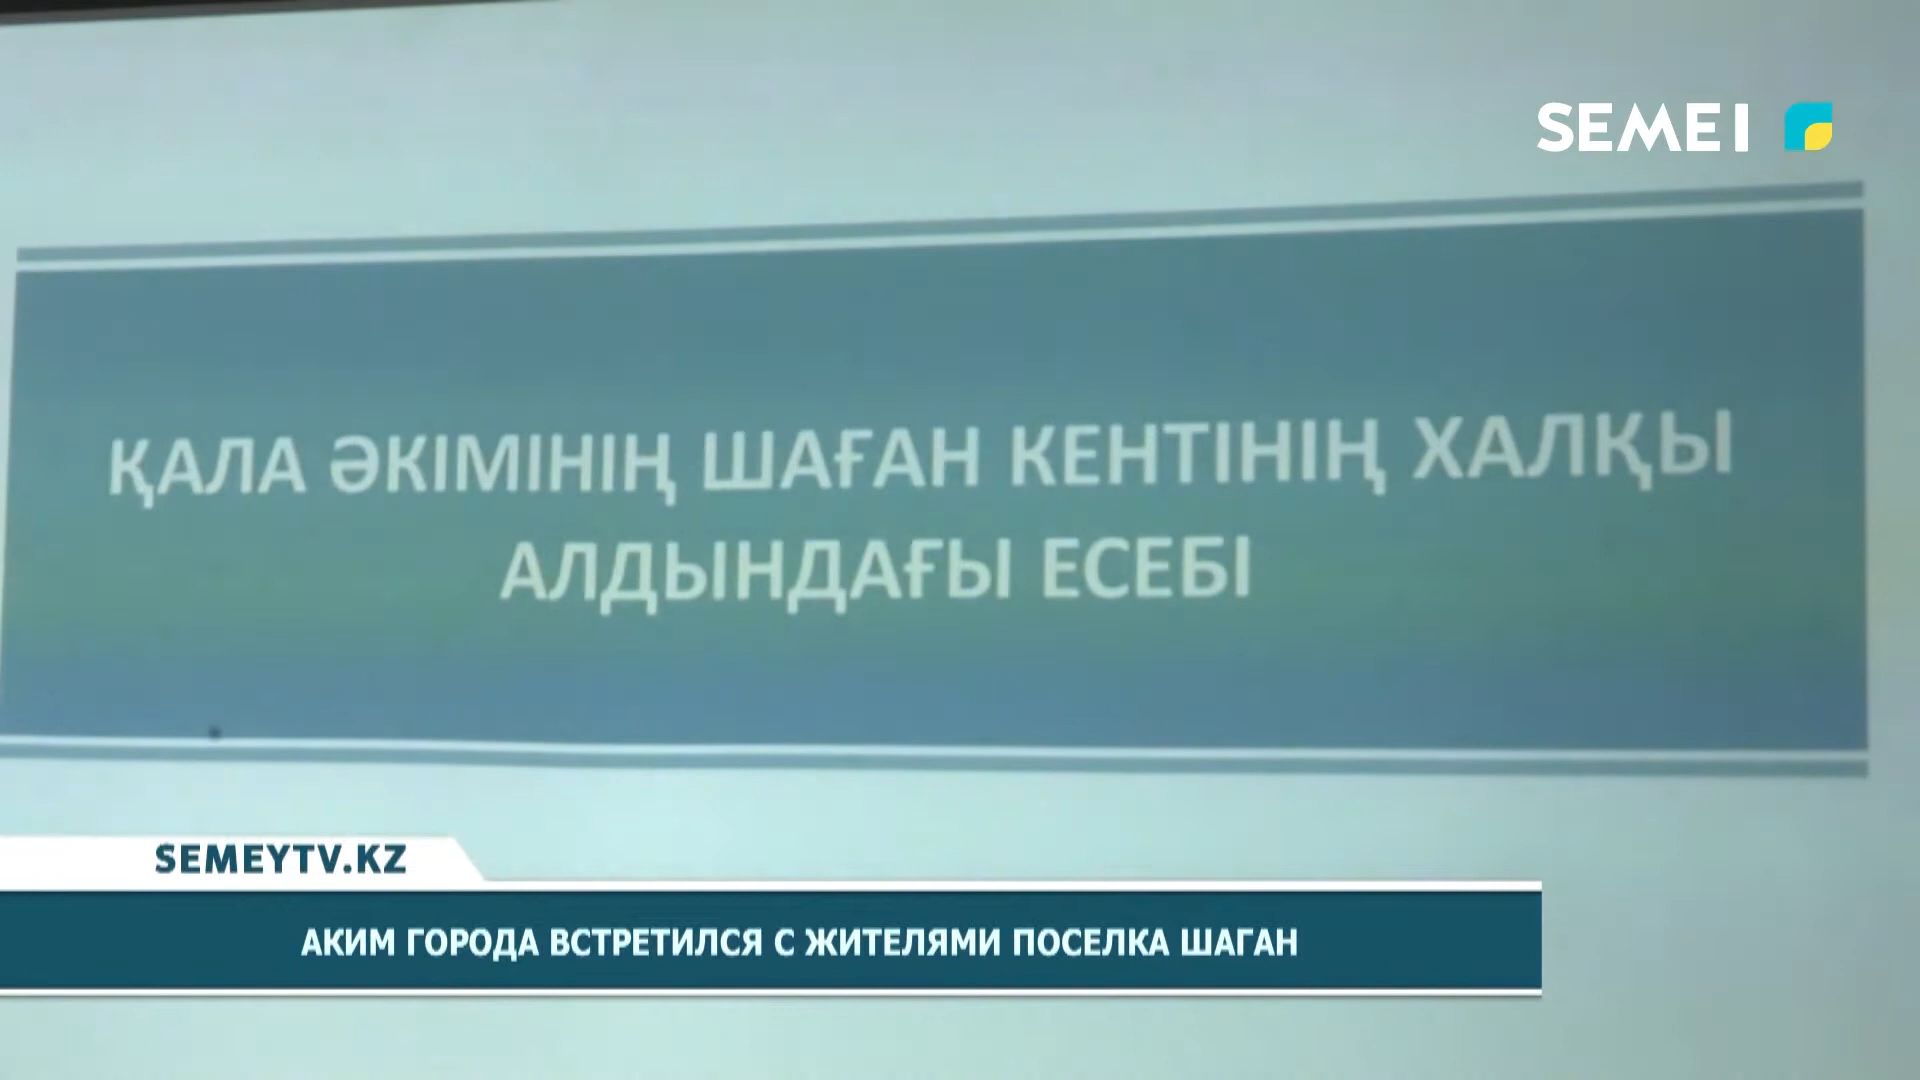 SEMEI
ҚАЛА ӘКІМІНІҢ ШАҒАН КЕНТІНІҢ ХАЛҚЫ
АЛДЫНДАҒЫ ЕСЕБІ
SEMEYTV.KZ
АКИМ ГОРОДА ВСТРЕТИЛСЯ С ЖИТЕЛЯМИ ПОСЕЛКА ШАГАН